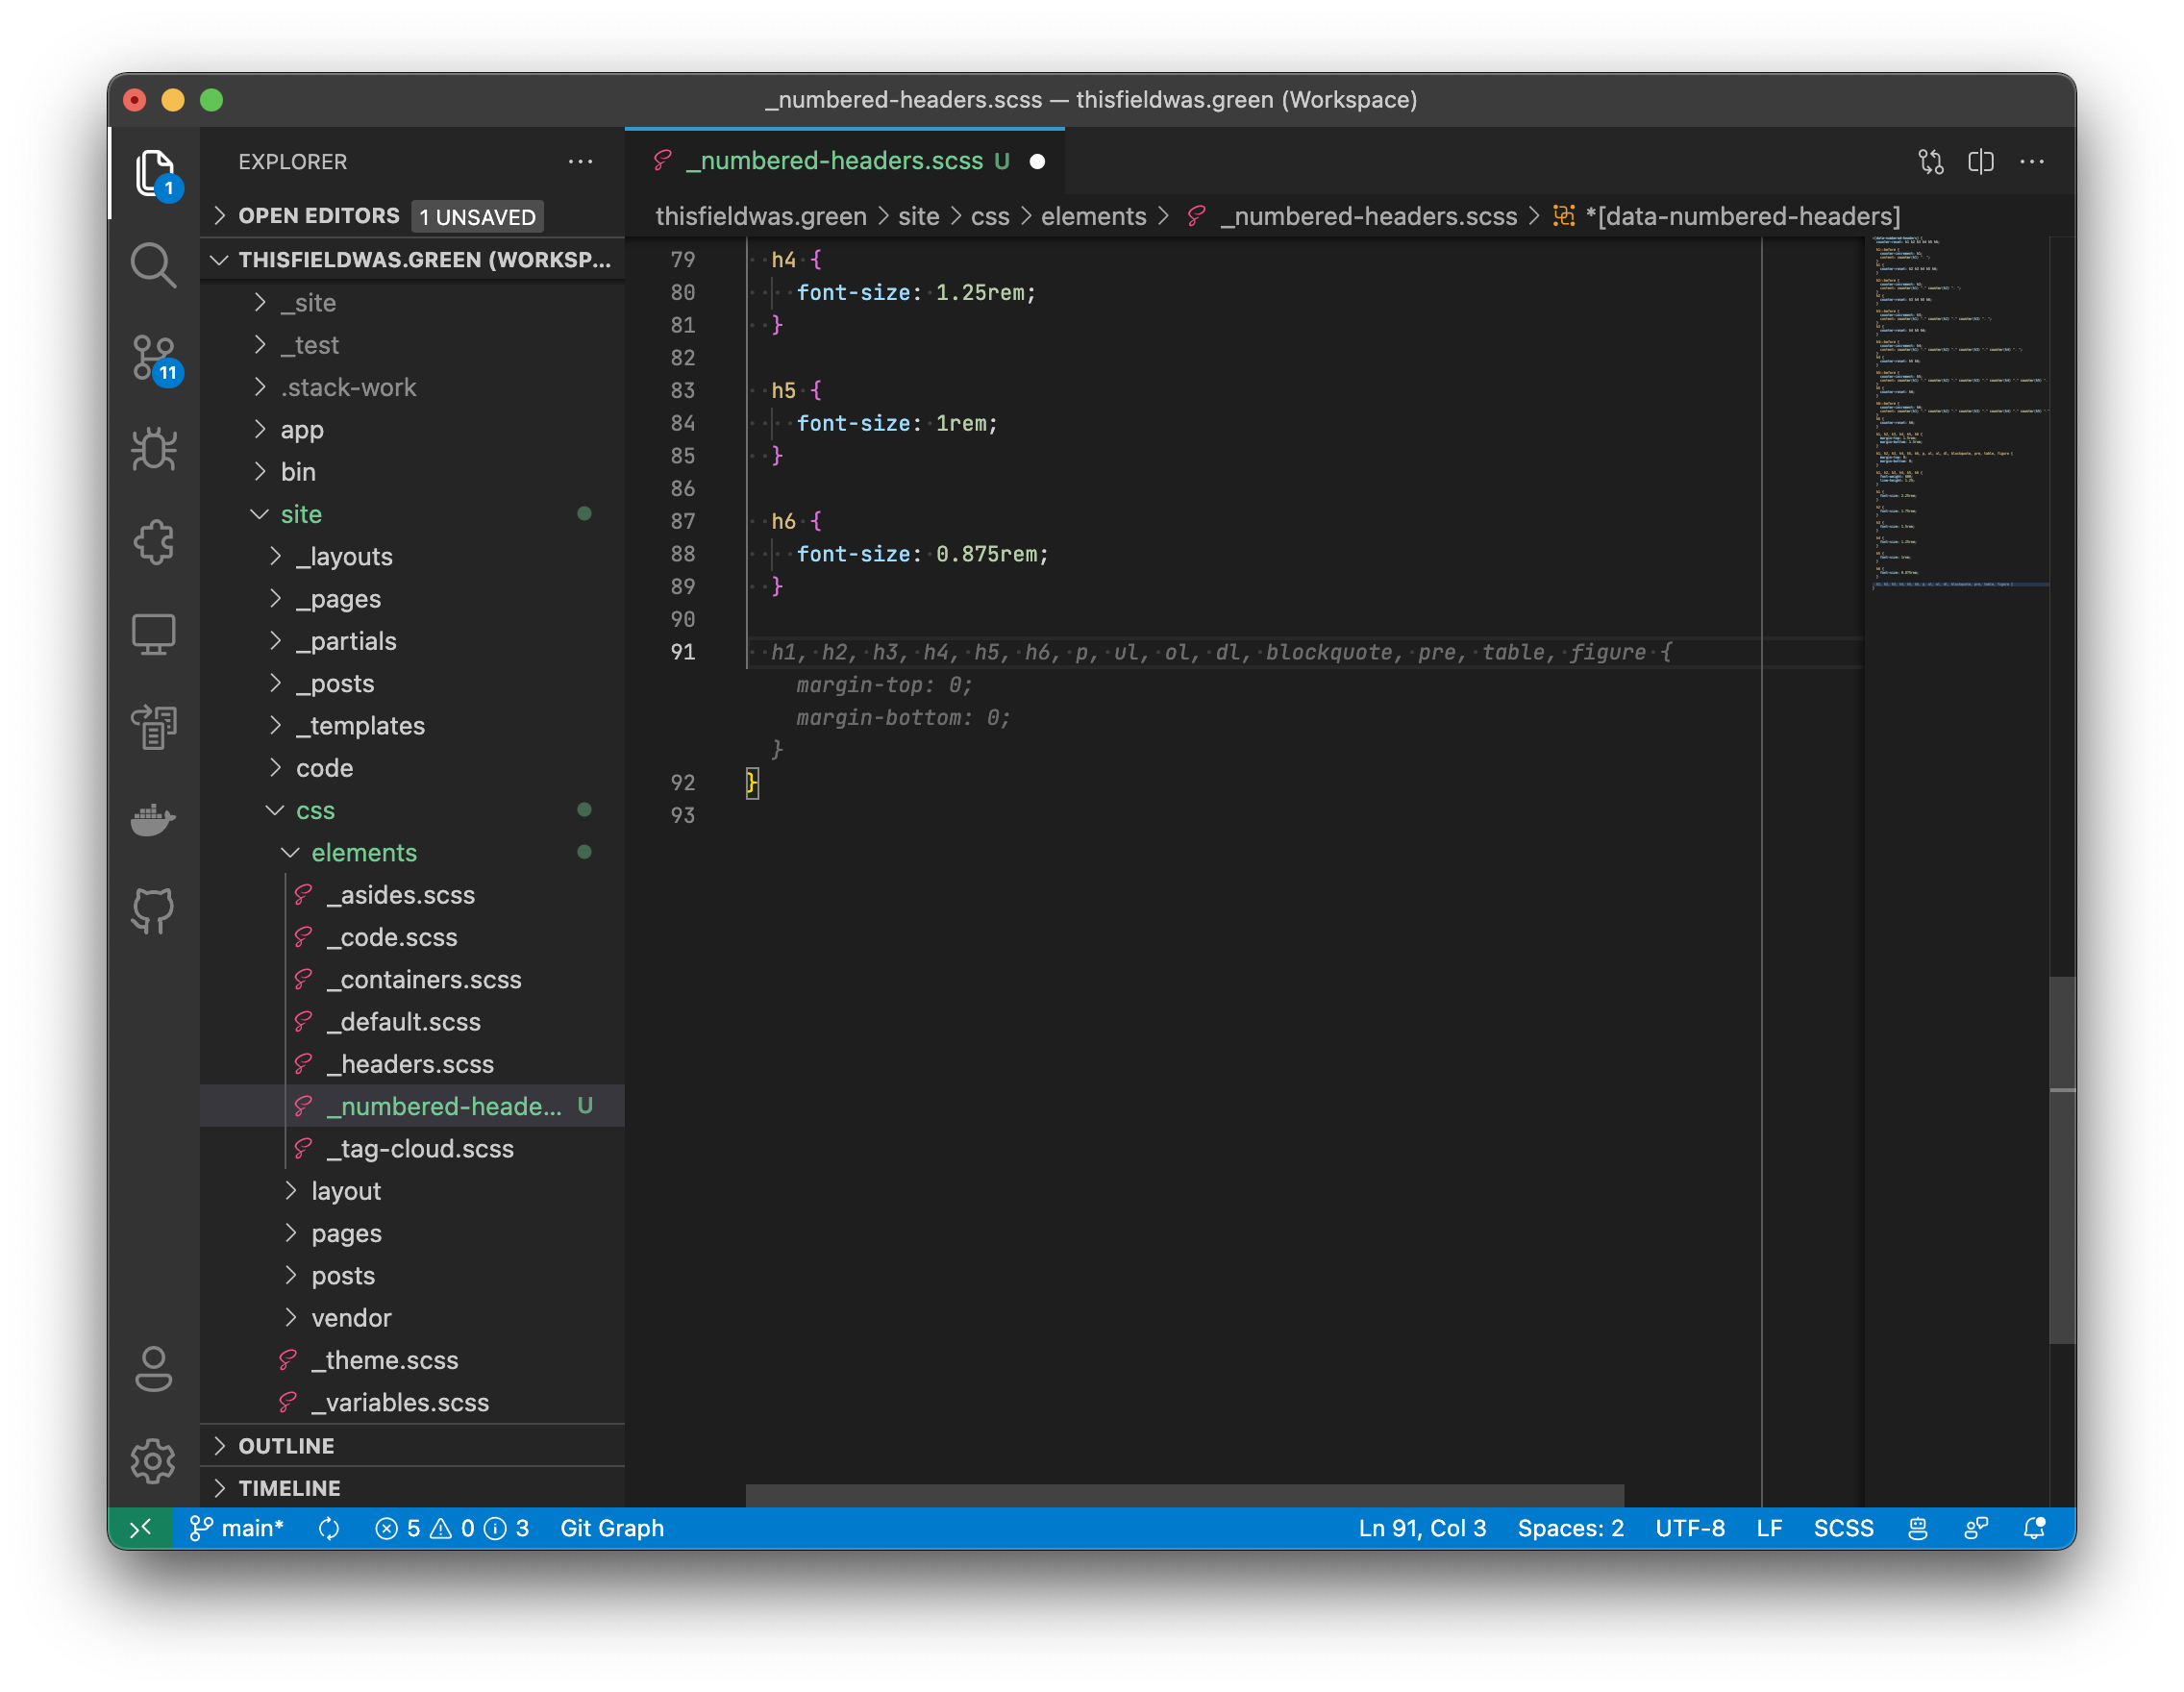 _numbered-headers.scss — thisfieldwas.green (Workspace)
1
11
EXPLORER
OPEN EDITORS 1 UNSAVED
THISFIELDWAS.GREEN (WORKSP...
_site
_test
.stack-work
app
bin
site
_layouts
_pages
_partials
_posts
_templates
code
css
elements
_asides.scss
_code.scss
_containers.scss
_default.scss
_headers.scss
_numbered-heade... U
_tag-cloud.scss
layout
pages
posts
vendor
_theme.scss
_variables.scss
OUTLINE
TIMELINE
_numbered-headers.scss U
thisfieldwas.green > site > css > elements > _numbered-headers.scss > *[data-numbered-headers]
79 h4 {
80 font-size: 1.25rem;
81 }
82
83 h5 {
84 font-size: 1rem;
85 }
86
87 h6 {
88 font-size: 0.875rem;
89 }
90
91 h1, h2, h3, h4, h5, h6, p, ul, ol, dl, blockquote, pre, table, figure {
margin-top: 0;
margin-bottom: 0;
}
92 }
93
main* 5 0 3 Git Graph Ln 91, Col 3 Spaces: 2 UTF-8 LF SCSS